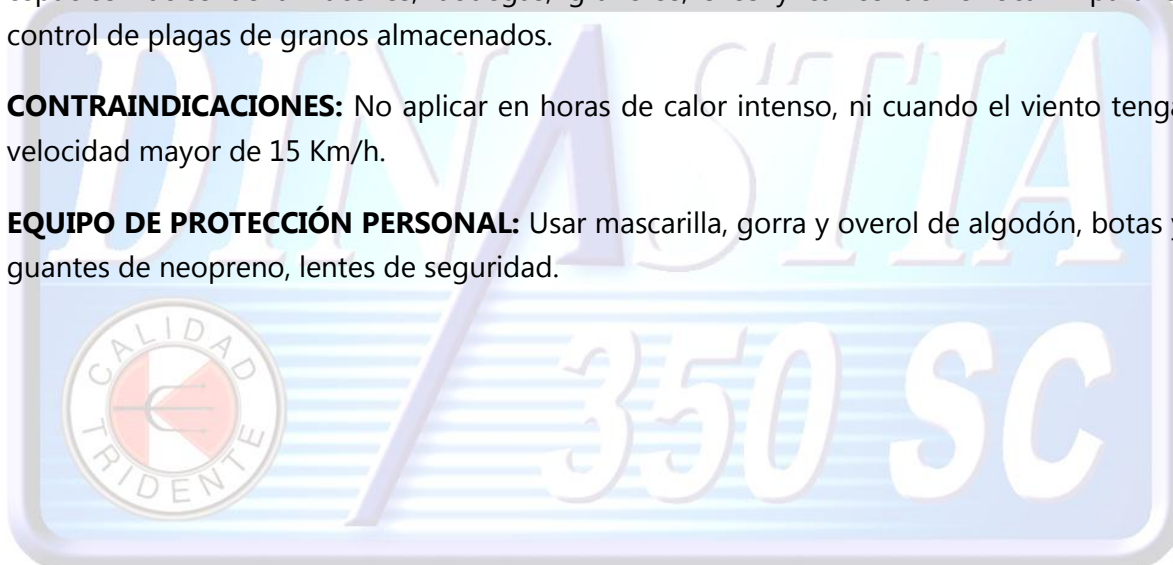 control de plagas de granos almacenados.
CONTRAINDICACIONES: No aplicar en horas de calor intenso, ni cuando el viento tenga
velocidad mayor de 15 Km/h.
EQUIPO DE PROTECCIÓN PERSONAL: Usar mascarilla, gorra y overol de algodón, botas y
guantes de neopreno, lentes de seguridad.
DINASTIA
350 SC
CALIDAD
TRIDENTE